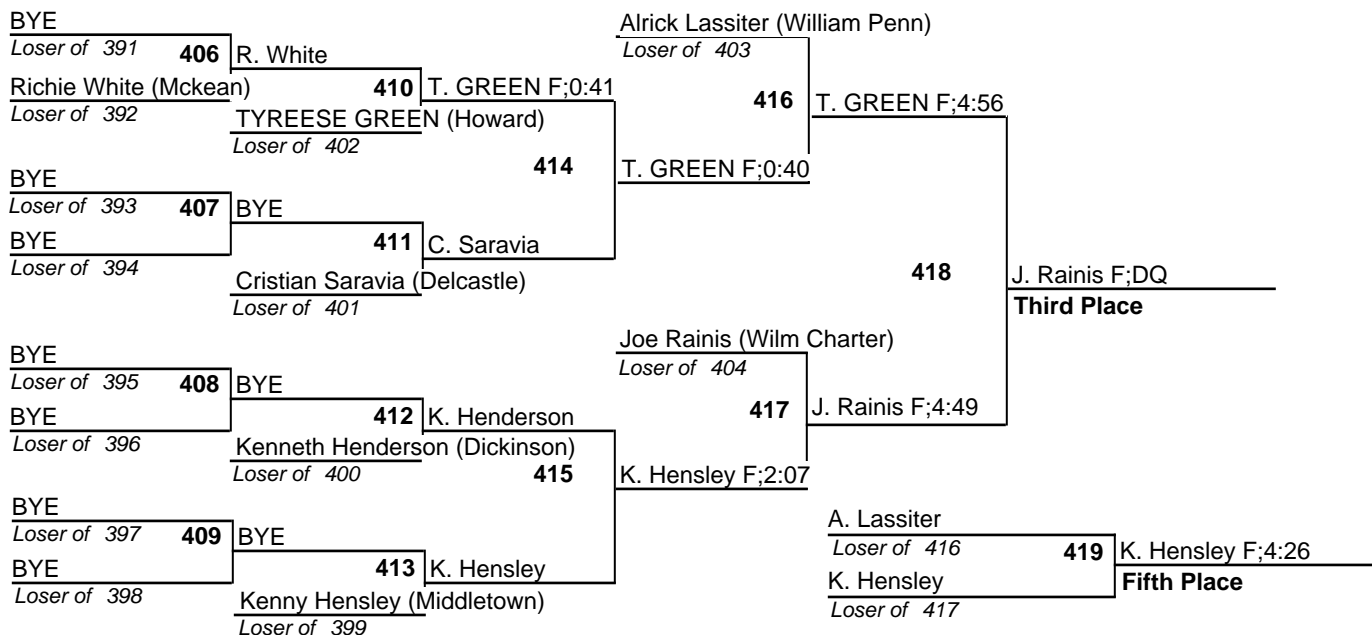 BYE
Loser of 391
406
R. White
Richie White (Mckean)
Loser of 392
410
T. GREEN F;0:41
TYREESE GREEN (Howard)
Loser of 402
414
T. GREEN F;0:40
BYE
Loser of 393
407
BYE
BYE
Loser of 394
411
C. Saravia
Cristian Saravia (Delcastle)
Loser of 401
Alrick Lassiter (William Penn)
Loser of 403
416
T. GREEN F;4:56
418
J. Rainis F;DQ
Third Place
BYE
Loser of 395
408
BYE
BYE
Loser of 396
412
K. Henderson
Kenneth Henderson (Dickinson)
Loser of 400
415
K. Hensley F;2:07
Joe Rainis (Wilm Charter)
Loser of 404
417
J. Rainis F;4:49
BYE
Loser of 397
409
BYE
BYE
Loser of 398
413
K. Hensley
Kenny Hensley (Middletown)
Loser of 399
A. Lassiter
Loser of 416
419
K. Hensley F;4:26
K. Hensley
Fifth Place
Loser of 417